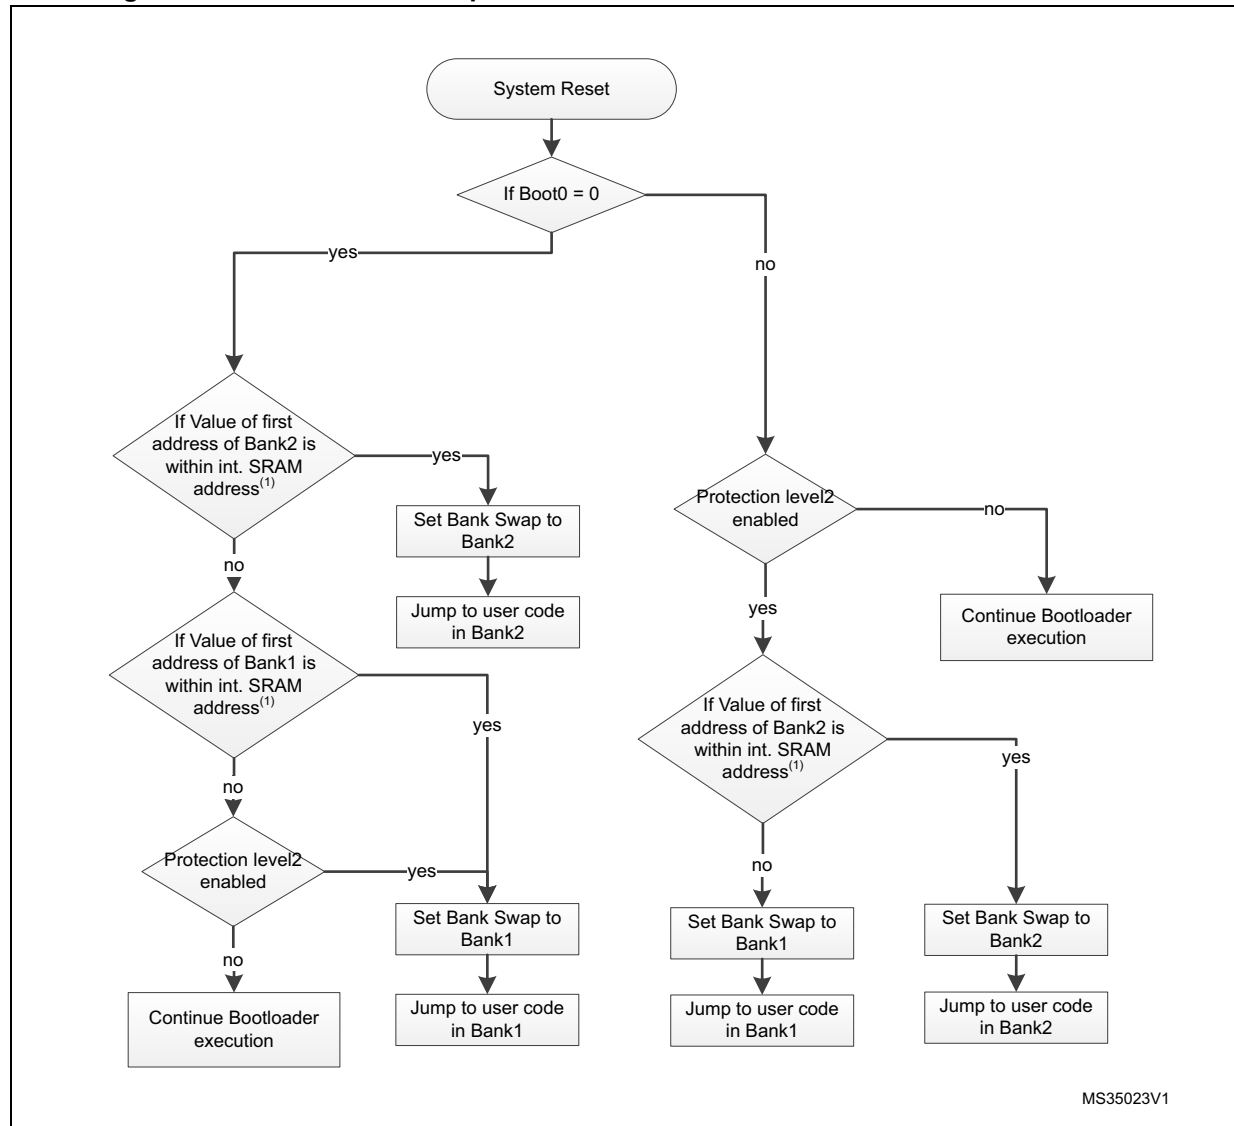 System Reset
If Boot0 = 0
yes
no
If Value of first
address of Bank2 is
within int. SRAM
address(1)
yes
Set Bank Swap to
Bank2
Jump to user code
in Bank2
no
If Value of first
address of Bank1 is
within int. SRAM
address(1)
yes
no
Protection level2
enabled
yes
Set Bank Swap to
Bank1
Jump to user code
in Bank1
no
Continue Bootloader
execution
Protection level2
enabled
no
Continue Bootloader
execution
yes
If Value of first
address of Bank2 is
within int. SRAM
address(1)
yes
no
Set Bank Swap to
Bank1
Jump to user code
in Bank1
Set Bank Swap to
Bank2
Jump to user code
in Bank2
MS35023V1